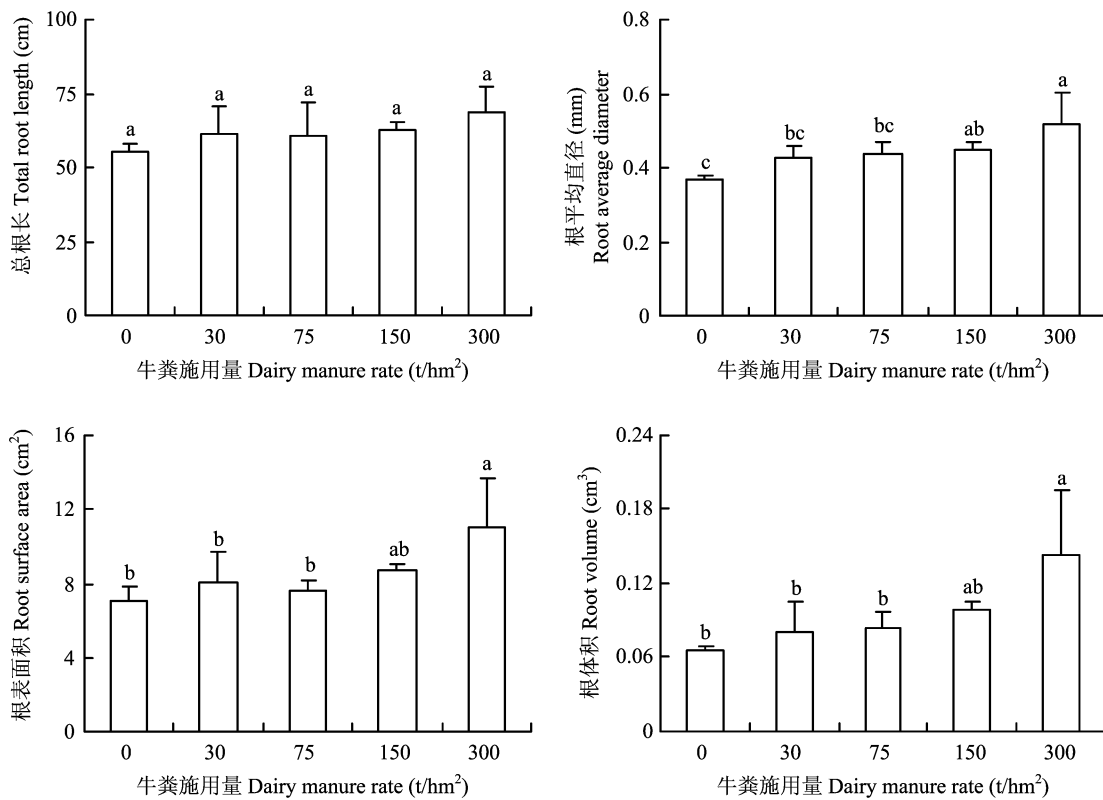 总根长 Total root length (cm)
100
75
50
25
0
a
a
a
a
a
0
30
75
150
300
牛粪施用量 Dairy manure rate (t/hm²)
根平均直径 (mm)
Root average diameter
0.8
0.6
0.4
0.2
0
c
bc
bc
ab
a
0
30
75
150
300
牛粪施用量 Dairy manure rate (t/hm²)
根表面积 Root surface area (cm²)
16
12
8
4
0
b
b
b
ab
a
0
30
75
150
300
牛粪施用量 Dairy manure rate (t/hm²)
根体积 Root volume (cm³)
0.24
0.18
0.12
0.06
0
b
b
b
ab
a
0
30
75
150
300
牛粪施用量 Dairy manure rate (t/hm²)